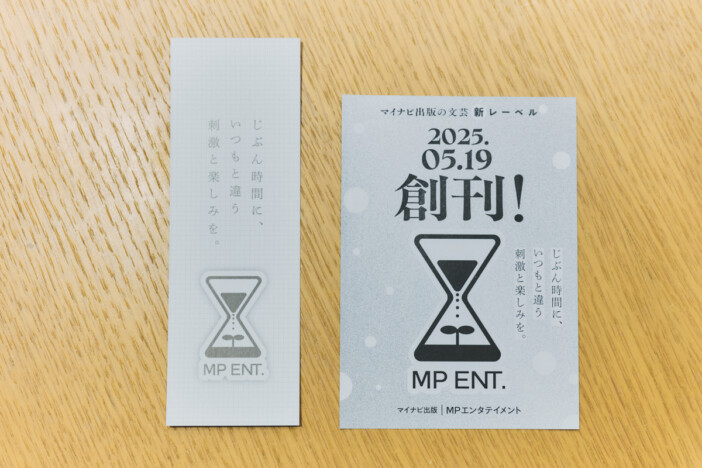 じぶん時間に、
いつもと違う
刺激と楽しみを。
MP ENT.
マイナビ出版の文芸 新レーベル
2025.
05.19
創刊!
じぶん時間に、
いつもと違う
刺激と楽しみを。
MP ENT.
マイナビ出版 | MPエンタテイメント